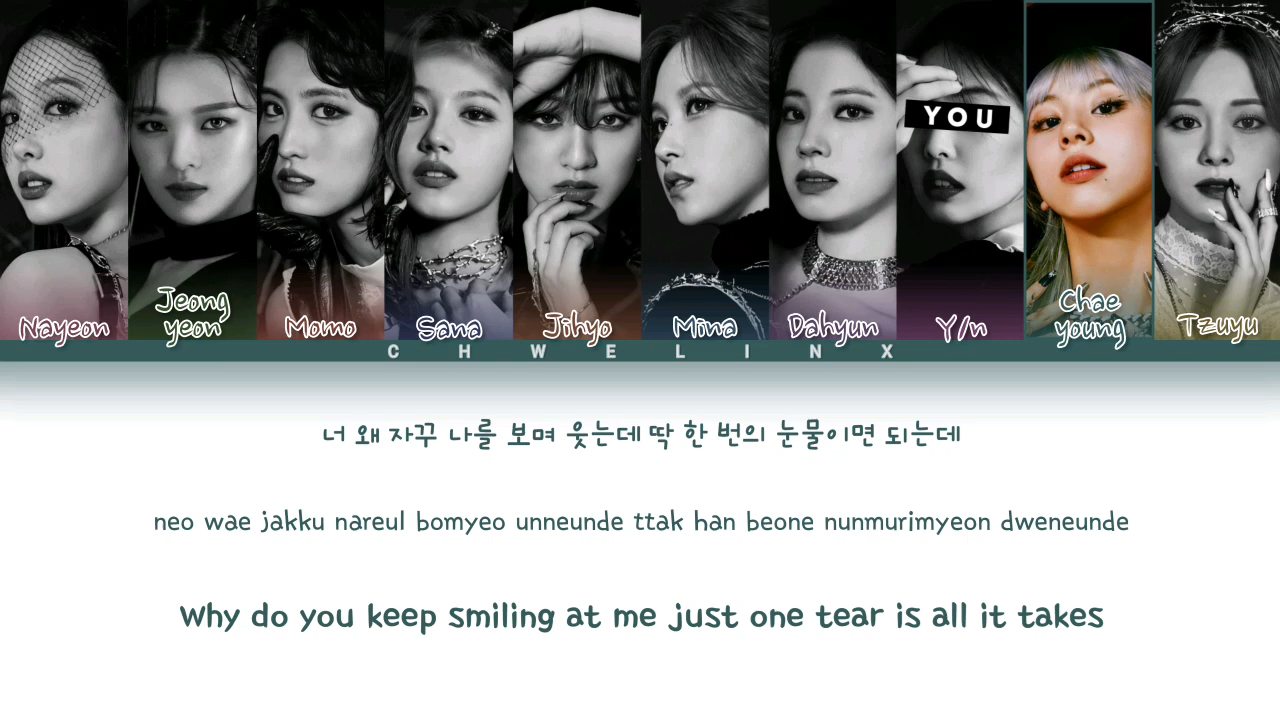 YOU
Nayeon
Jeong
yeon
Momo
Sana
Jihyo
Mina
Dahyun
Y/n
Chae
young
Tzuyu
CHWELINX
너 왜 자꾸 나를 보며 웃는데 딱 한 번의 눈물이면 되는데
neo wae jakku nareul bomyeo unneunde ttak han beone nunmurimyeon dweneunde
Why do you keep smiling at me just one tear is all it takes